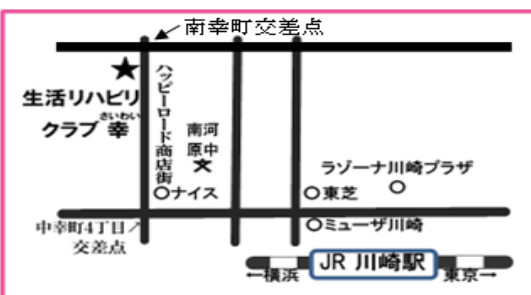 南幸町交差点
生活リハビリ
クラブ 幸
さいわい
ハッピーロード商店街
南河
原中
ナイス
ラゾーナ川崎プラザ
東芝
ミューザ川崎
中幸町4丁目
交差点
JR 川崎駅
←横浜
東京→